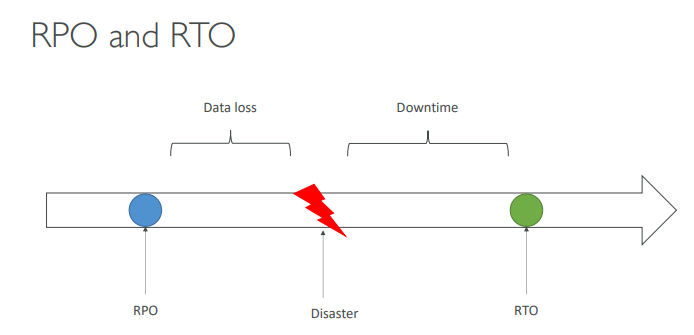 RPO and RTO
Data loss
Downtime
RPO
Disaster
RTO